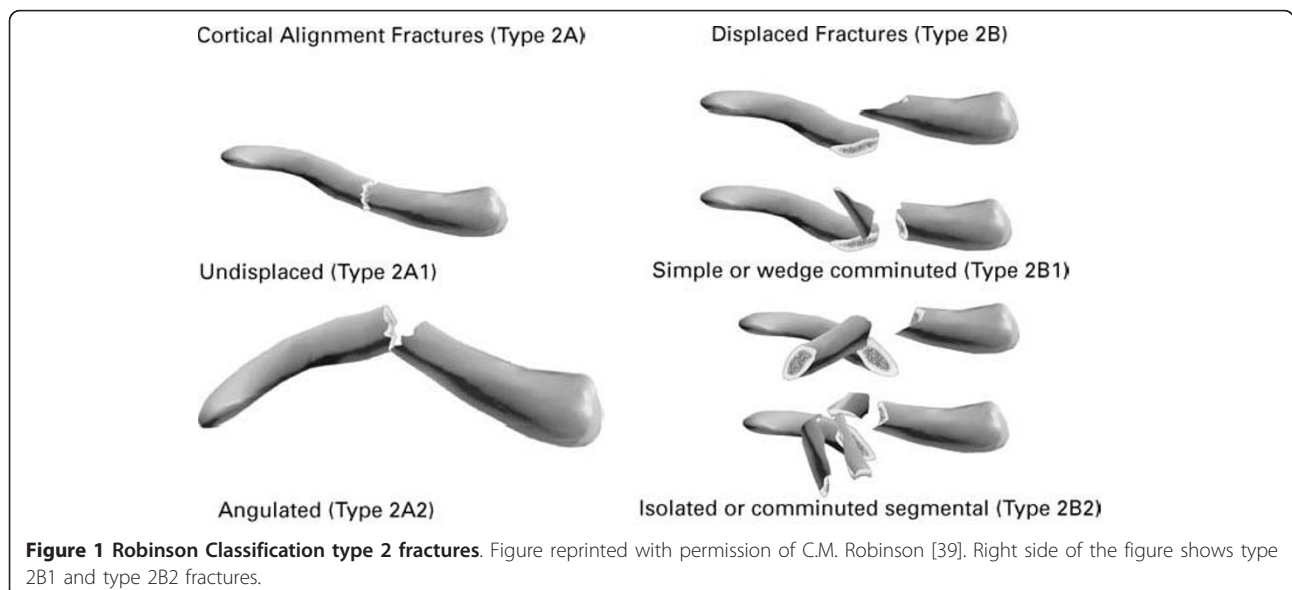 Cortical Alignment Fractures (Type 2A)
Displaced Fractures (Type 2B)
Undisplaced (Type 2A1)
Simple or wedge comminuted (Type 2B1)
Angulated (Type 2A2)
Isolated or comminuted segmental (Type 2B2)
Figure 1 Robinson Classification type 2 fractures. Figure reprinted with permission of C.M. Robinson [39]. Right side of the figure shows type
2B1 and type 2B2 fractures.